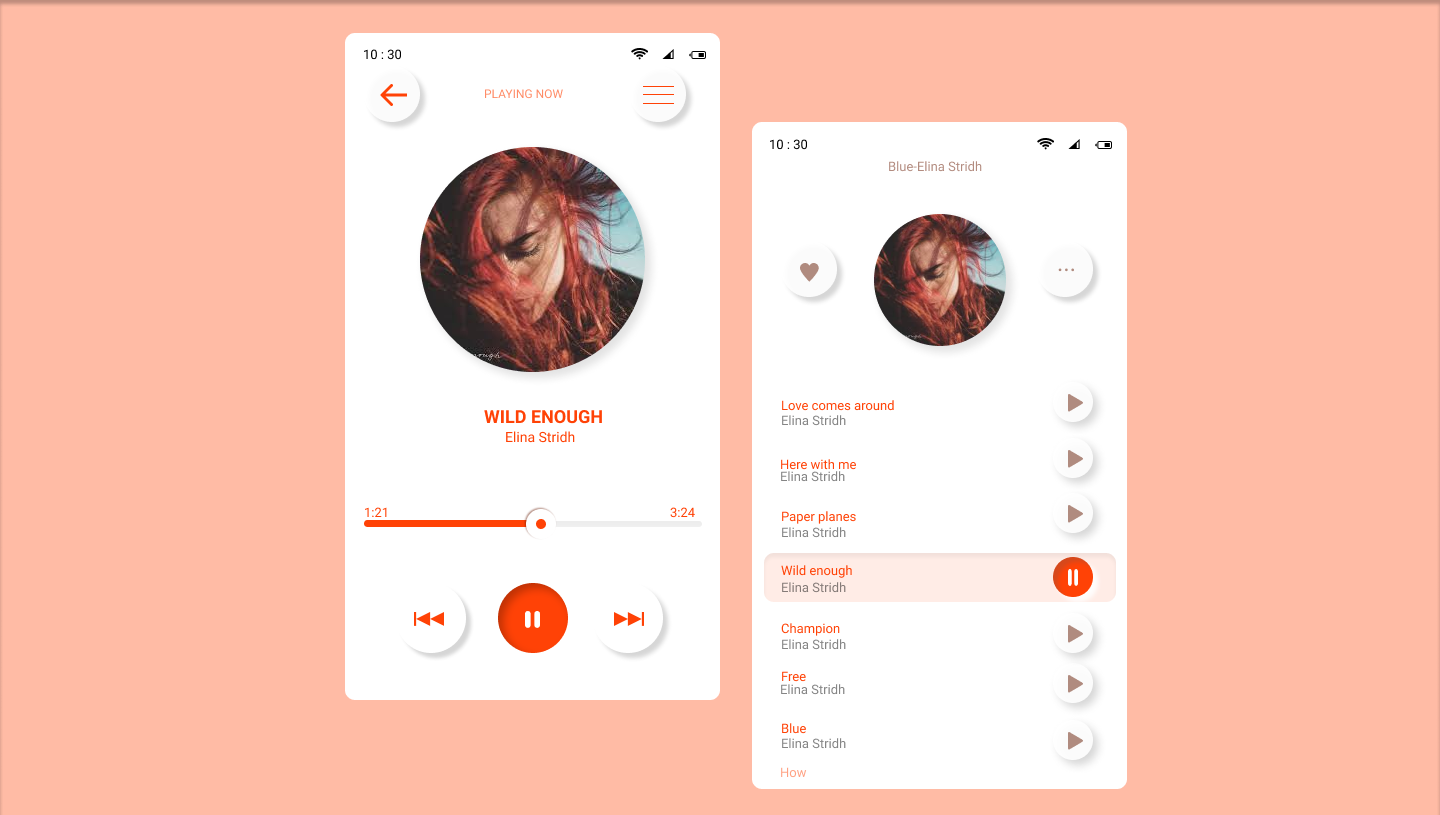 10 : 30
PLAYING NOW
WILD ENOUGH
Elina Stridh
1:21
3:24
10 : 30
Blue-Elina Stridh
Love comes around
Elina Stridh
Here with me
Elina Stridh
Paper planes
Elina Stridh
Wild enough
Elina Stridh
Champion
Elina Stridh
Free
Elina Stridh
Blue
Elina Stridh
How